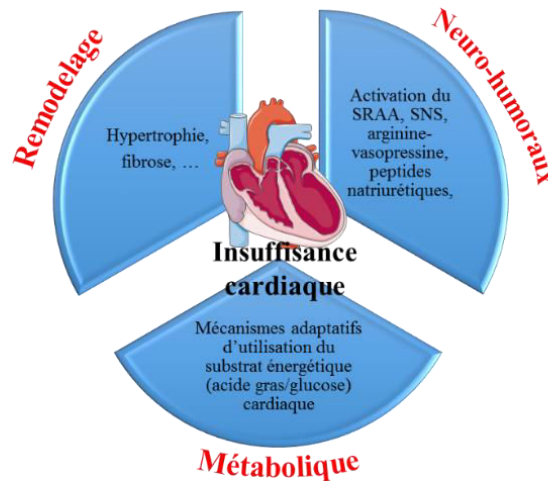 Remodelage
Hypertrophie,
fibrose, …
Neuro-humoraux
Activation du
SRAA, SNS,
arginine-
vasopressine,
peptides
natriurétiques,
Insuffisance
cardiaque
Mécanismes adaptatifs
d'utilisation du
substrat énergétique
(acide gras/glucose)
cardiaque
Métabolique